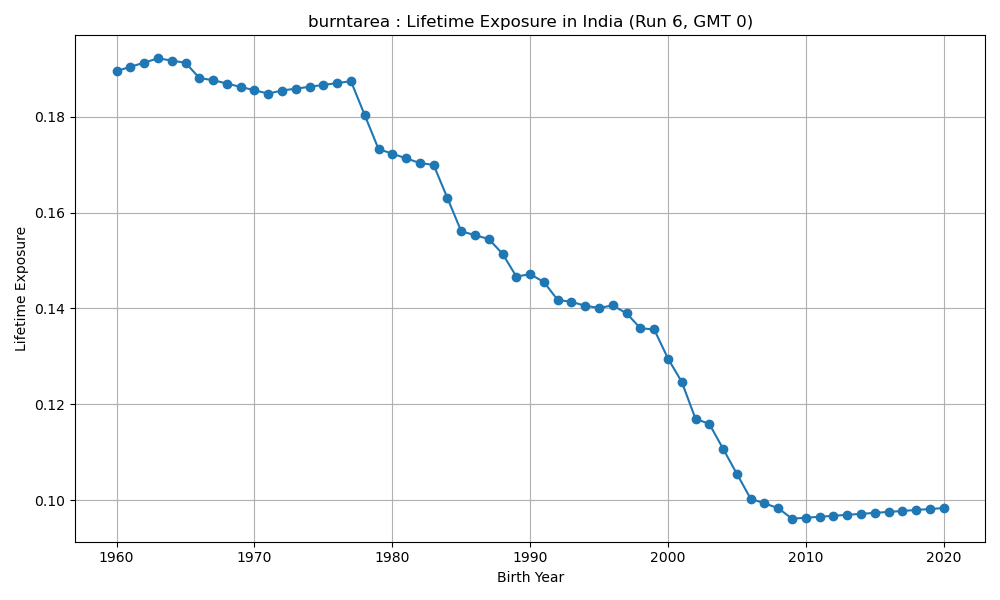 burntarea : Lifetime Exposure in India (Run 6, GMT 0)
Lifetime Exposure
0.18
0.16
0.14
0.12
0.10
1960 1970 1980 1990 2000 2010 2020
Birth Year